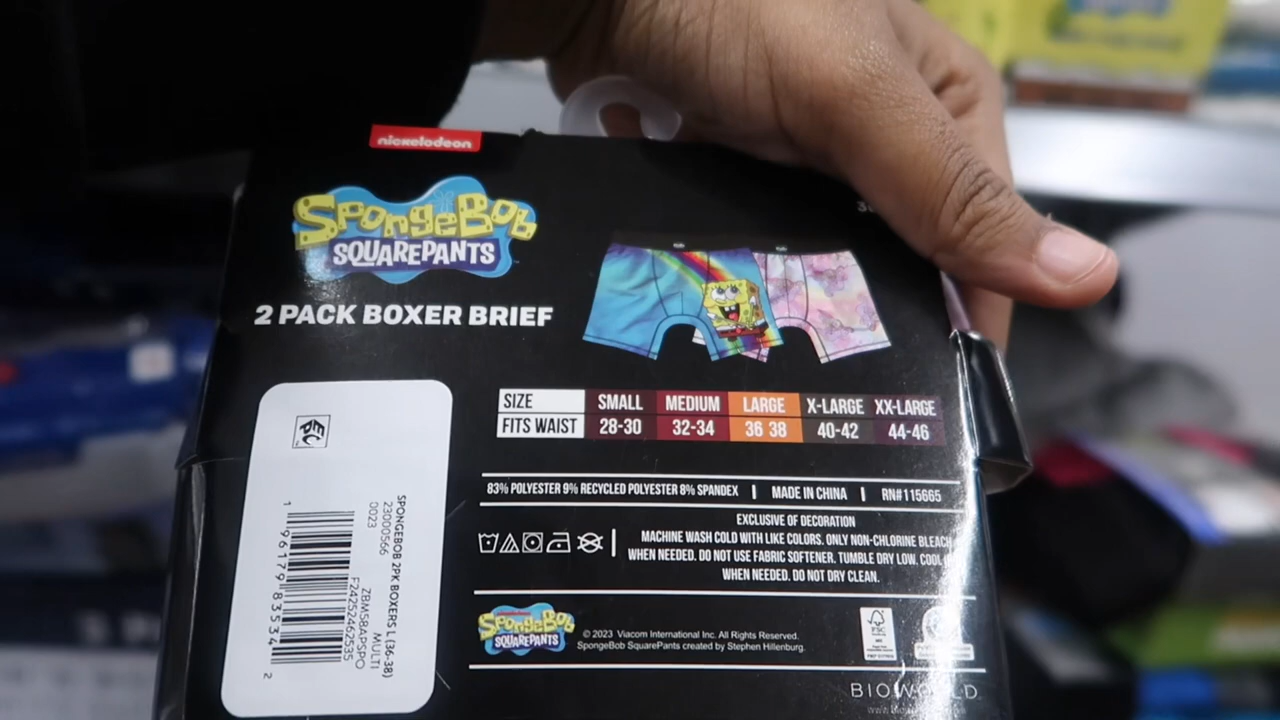 nickelodeon
SPONGEBOB
SQUAREPANTS
2 PACK BOXER BRIEF
SIZE SMALL MEDIUM LARGE X-LARGE XX-LARGE
FITS WAIST 28-30 32-34 36 38 40-42 44-46
83% POLYESTER 9% RECYCLED POLYESTER 8% SPANDEX | MADE IN CHINA | RN#115665
EXCLUSIVE OF DECORATION
MACHINE WASH COLD WITH LIKE COLORS. ONLY NON-CHLORINE BLEACH
WHEN NEEDED. DO NOT USE FABRIC SOFTENER. TUMBLE DRY LOW. COOL
WHEN NEEDED. DO NOT DRY CLEAN.
SPONGEBOB
SQUAREPANTS
© 2023 Viacom International Inc. All Rights Reserved.
SpongeBob SquarePants created by Stephen Hillenburg.
FSC
BIOWORLD
EPC
SPONGEBOB 2PK BOXERS L (36-38)
23000566 MULTI
0023 ZBM58APSPO
F2425246253S
1 96179 83534 2